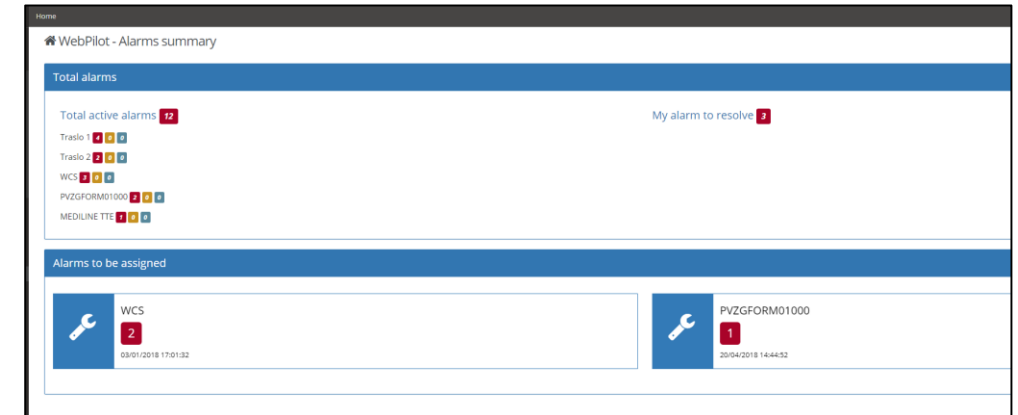 Home
WebPilot - Alarms summary
Total alarms
Total active alarms 12
My alarm to resolve 3
Traslo 1 4 0 0
Traslo 2 2 0 0
WCS 3 0 0
PVZGFORM01000 2 0 0
MEDILINE TTE 1 0 0
Alarms to be assigned
WCS
2
03/01/2018 17:01:32
PVZGFORM01000
1
20/04/2018 14:44:52